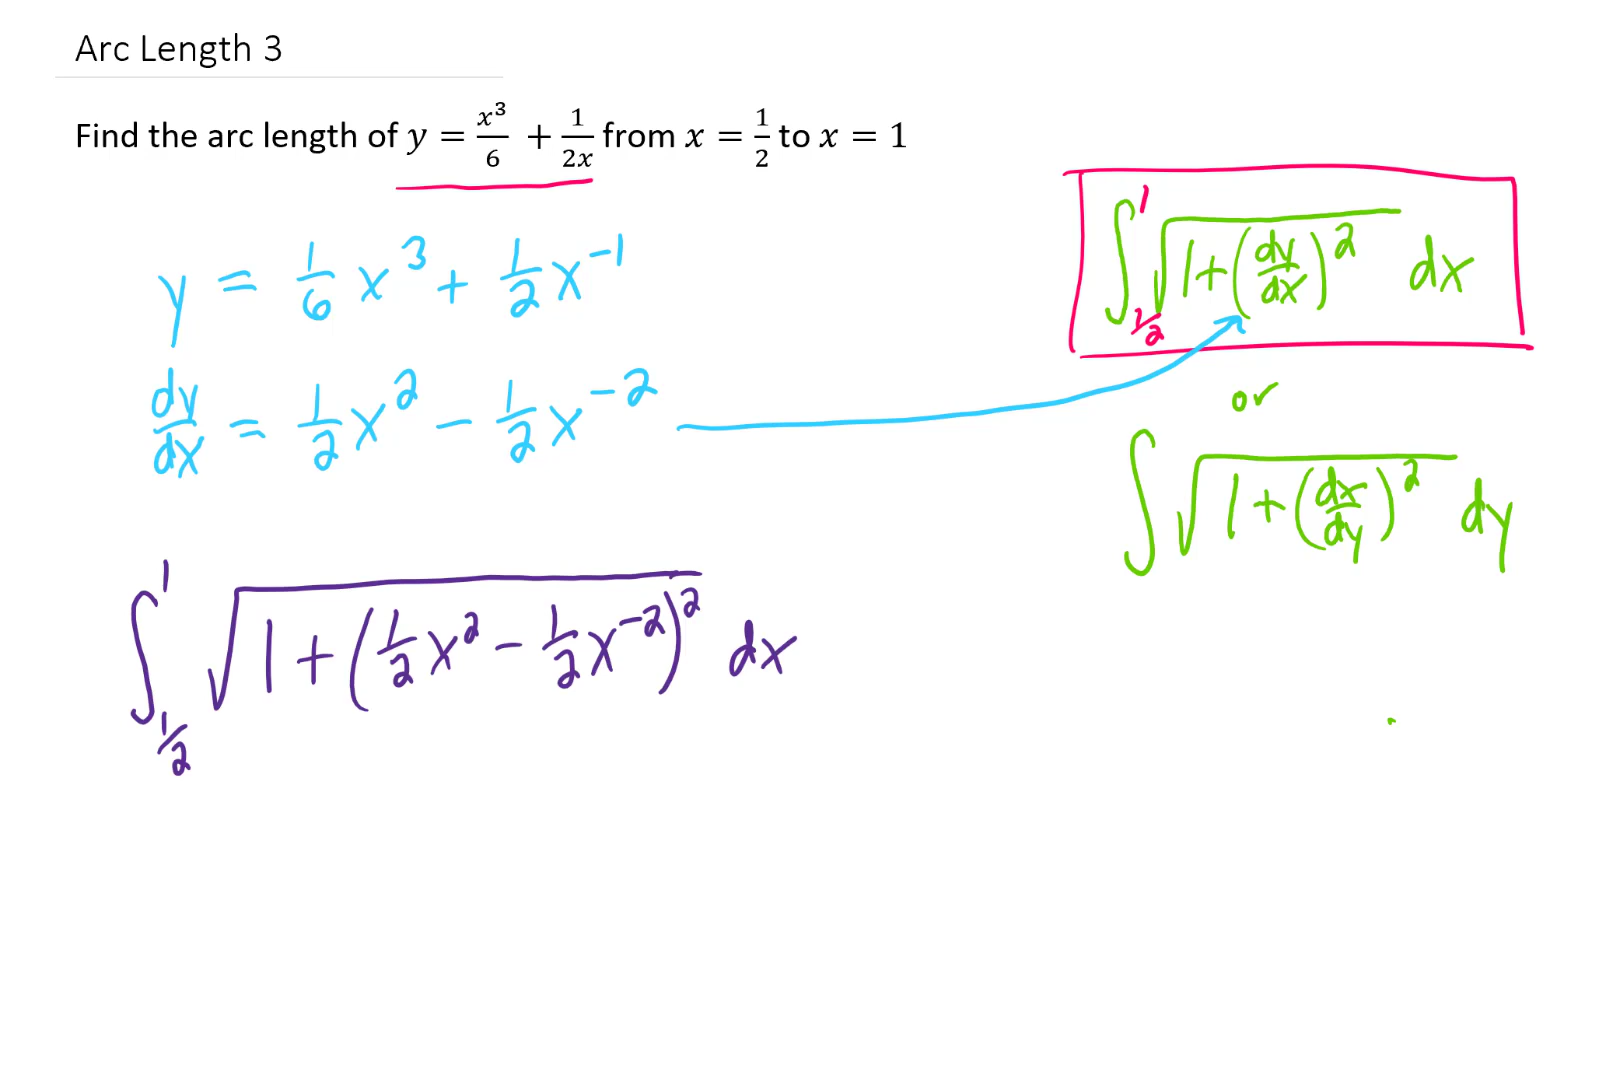 Arc Length 3
Find the arc length of y = x³/6 + 1/2x from x = 1/2 to x = 1
y = 1/6 x³ + 1/2 x⁻¹
dy/dx = 1/2 x² - 1/2 x⁻²
∫_{1/2}^{1} √(1 + (1/2 x² - 1/2 x⁻²)²) dx
∫_{1/2}^{1} √(1 + (dy/dx)²) dx
or
∫ √(1 + (dx/dy)²) dy